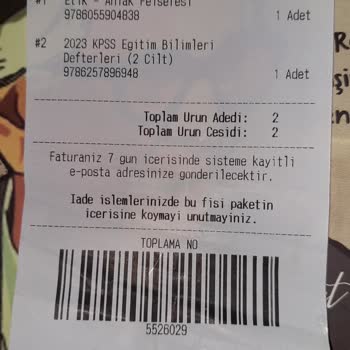 #1 Etik - Ahlak Felsefesi
9786055904838 1 Adet
#2 2023 KPSS Egitim Bilimleri
Defterleri (2 Cilt)
9786257896948 1 Adet
Toplam Urun Adedi: 2
Toplam Urun Cesidi: 2
Faturaniz 7 gun icerisinde sisteme kayitli
e-posta adresinize gonderilecektir.
Iade islemlerinizde bu fisi paketin
icerisine koymayi unutmayiniz.
TOPLAMA NO
5526029